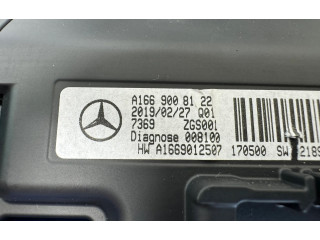 A166 900 81 22
2019/02/27 Q01
7369 ZGS001
Diagnose 008100
HW A1669012507 170500 SW